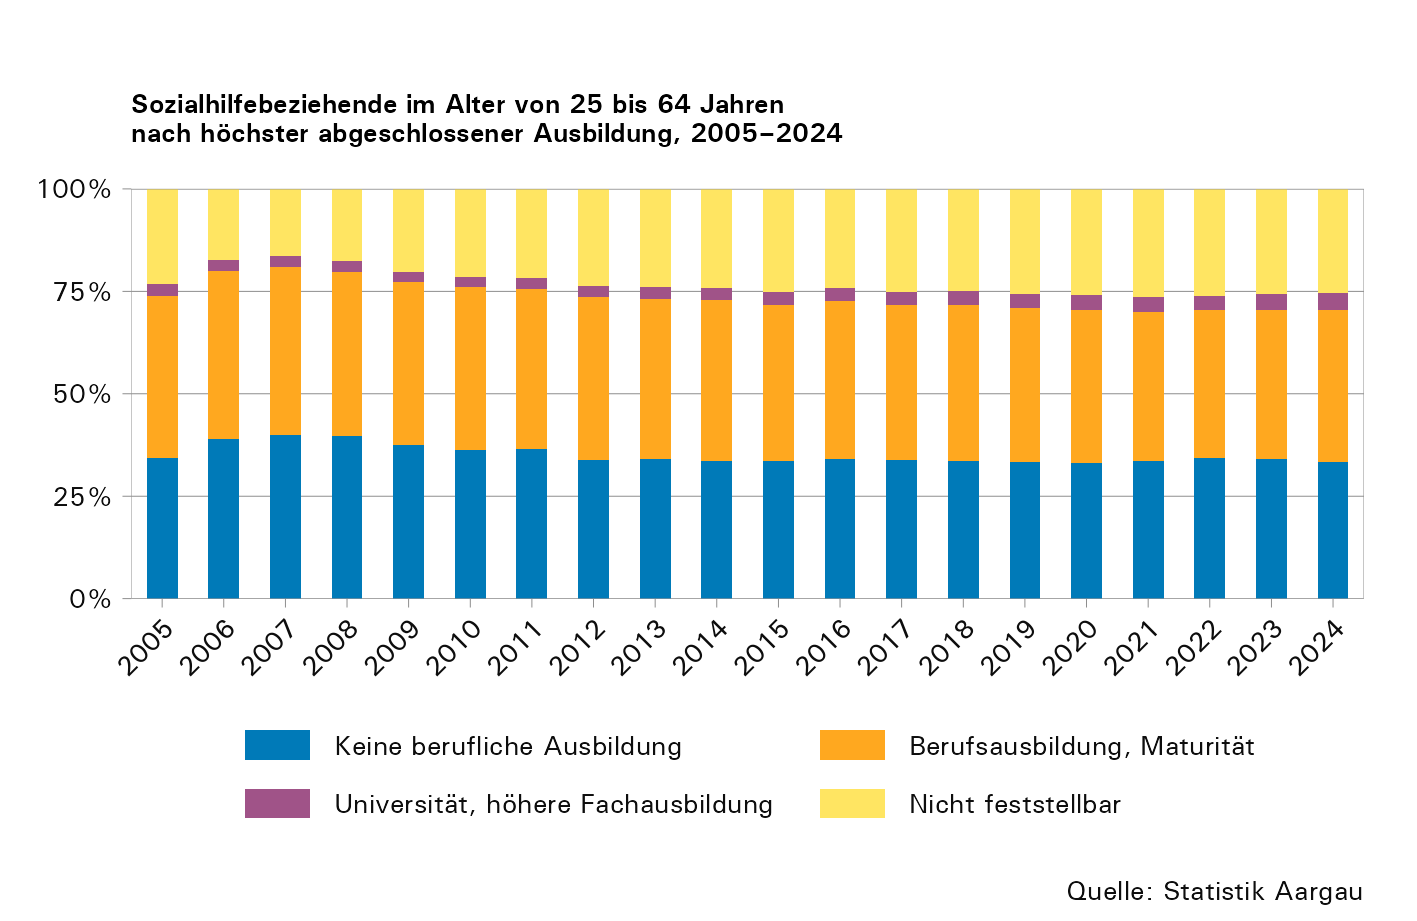 Sozialhilfebeziehende im Alter von 25 bis 64 Jahren
nach höchster abgeschlossener Ausbildung, 2005–2024
100%
75%
50%
25%
0%
2005 2006 2007 2008 2009 2010 2011 2012 2013 2014 2015 2016 2017 2018 2019 2020 2021 2022 2023 2024
Keine berufliche Ausbildung Berufsausbildung, Maturität
Universität, höhere Fachausbildung Nicht feststellbar
Quelle: Statistik Aargau